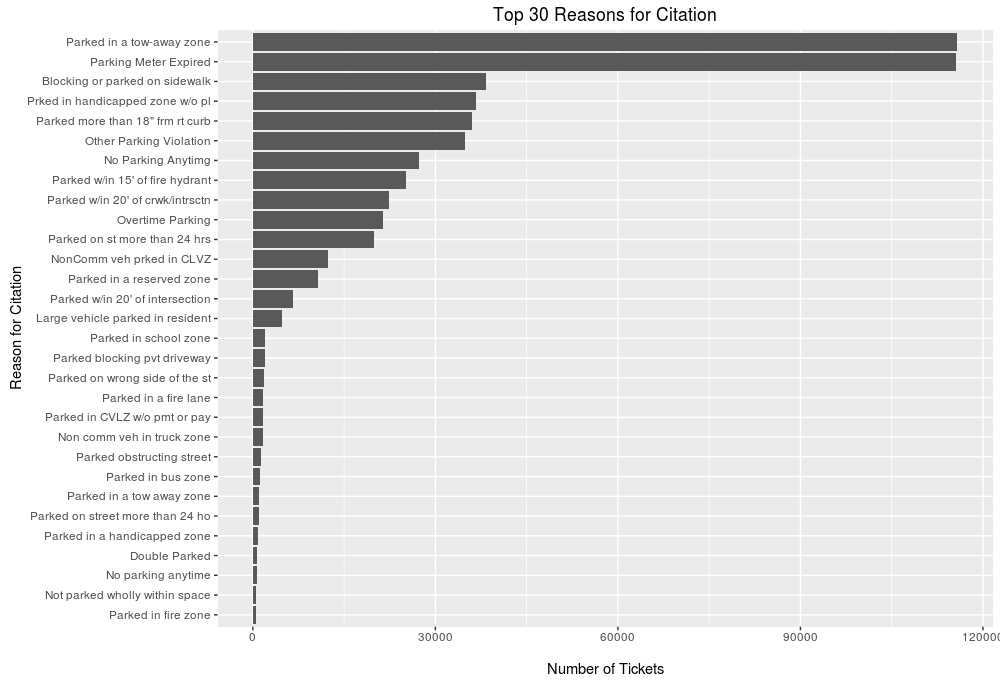 Top 30 Reasons for Citation
Parked in a tow-away zone
Parking Meter Expired
Blocking or parked on sidewalk
Prked in handicapped zone w/o pl
Parked more than 18" frm rt curb
Other Parking Violation
No Parking Anytimg
Parked w/in 15' of fire hydrant
Parked w/in 20' of crwk/intrsctn
Overtime Parking
Parked on st more than 24 hrs
NonComm veh prked in CLVZ
Parked in a reserved zone
Parked w/in 20' of intersection
Large vehicle parked in resident
Parked in school zone
Parked blocking pvt driveway
Parked on wrong side of the st
Parked in a fire lane
Parked in CVLZ w/o pmt or pay
Non comm veh in truck zone
Parked obstructing street
Parked in bus zone
Parked in a tow away zone
Parked on street more than 24 ho
Parked in a handicapped zone
Double Parked
No parking anytime
Not parked wholly within space
Parked in fire zone
Reason for Citation
0 30000 60000 90000 120000
Number of Tickets